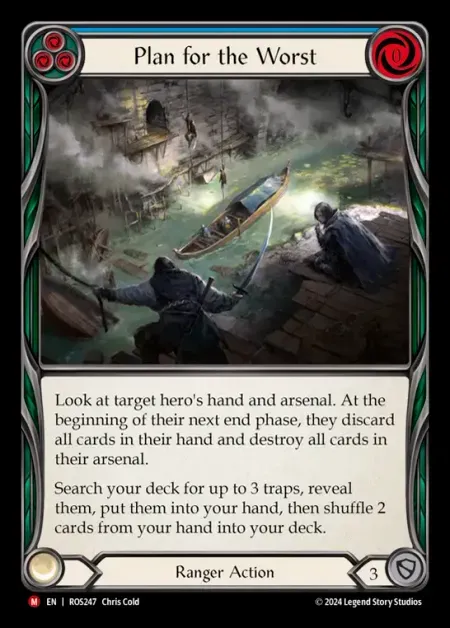 Plan for the Worst
0
Look at target hero's hand and arsenal. At the
beginning of their next end phase, they discard
all cards in their hand and destroy all cards in
their arsenal.
Search your deck for up to 3 traps, reveal
them, put them into your hand, then shuffle 2
cards from your hand into your deck.
Ranger Action
3
M EN | ROS247 Chris Cold
© 2024 Legend Story Studios